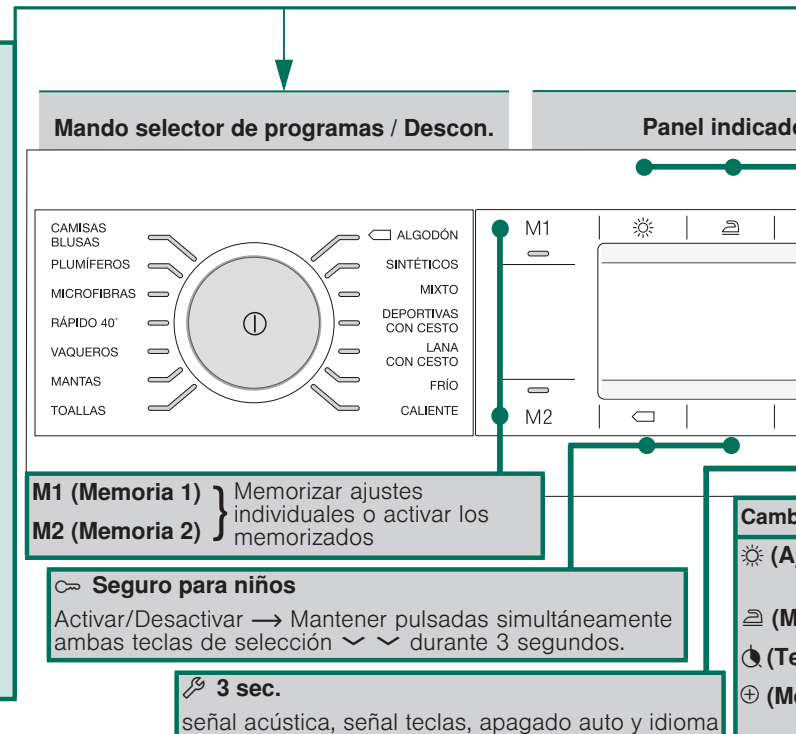 Mando selector de programas / Descon.
Panel indicado
CAMISAS
BLUSAS
PLUMÍFEROS
MICROFIBRAS
RÁPIDO 40´
VAQUEROS
MANTAS
TOALLAS
ALGODÓN
SINTÉTICOS
MIXTO
DEPORTIVAS
CON CESTO
LANA
CON CESTO
FRÍO
CALIENTE
M1
M2
M1 (Memoria 1)
M2 (Memoria 2)
} Memorizar ajustes
individuales o activar los
memorizados
Seguro para niños
Activar/Desactivar → Mantener pulsadas simultáneamente
ambas teclas de selección durante 3 segundos.
3 sec.
señal acústica, señal teclas, apagado auto y idioma
Camb
(A
(M
(Te
(Me